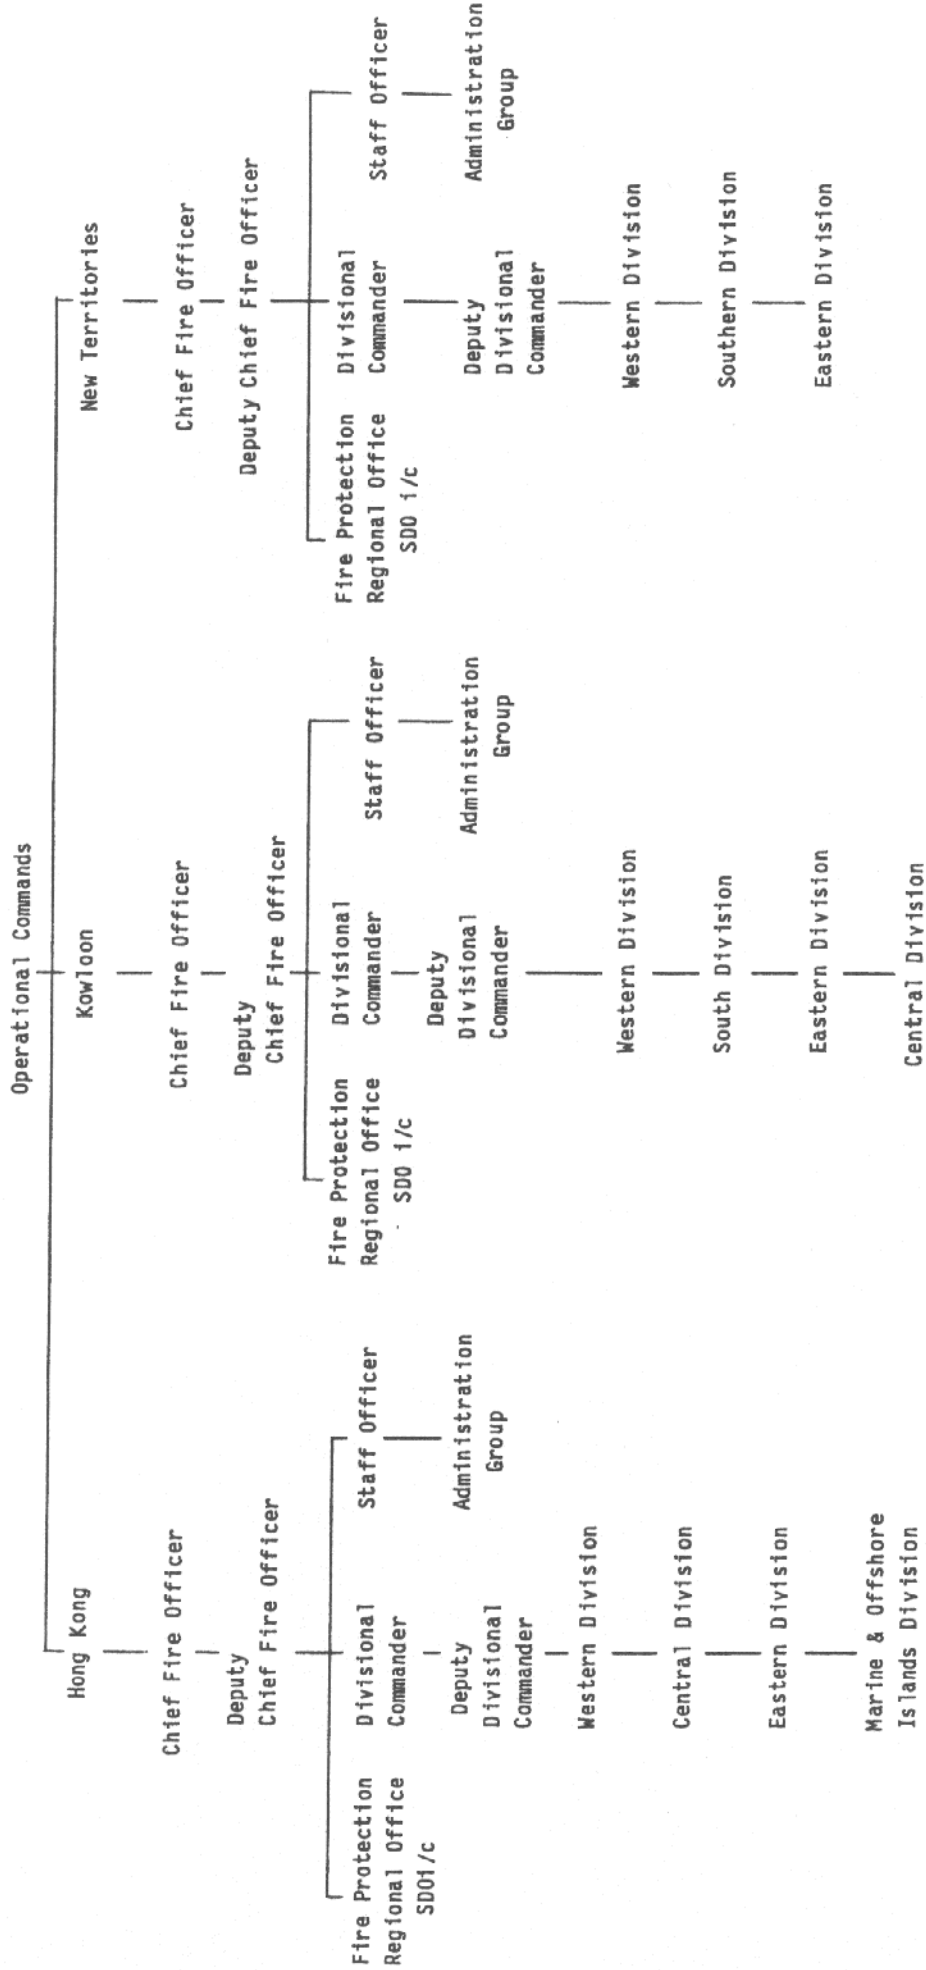 Operational Commands
Hong Kong
Chief Fire Officer
Deputy
Chief Fire Officer
Fire Protection
Regional Office
SDOi/c
Divisional
Commander
Deputy
Divisional
Commander
Western Division
Central Division
Eastern Division
Marine & Offshore
Islands Division
Staff Officer
Administration
Group
Kowloon
Chief Fire Officer
Deputy
Chief Fire Officer
Fire Protection
Regional Office
SDO i/c
Divisional
Commander
Deputy
Divisional
Commander
Western Division
South Division
Eastern Division
Central Division
Staff Officer
Administration
Group
New Territories
Chief Fire Officer
Deputy Chief Fire Officer
Fire Protection
Regional Office
SDO i/c
Divisional
Commander
Deputy
Divisional
Commander
Western Division
Southern Division
Eastern Division
Staff Officer
Administration
Group